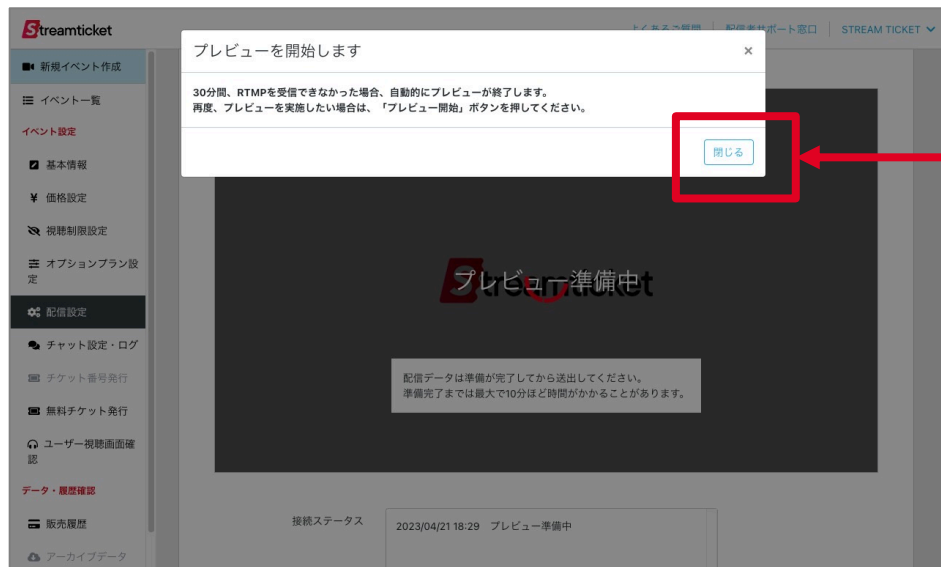 Streamticket
よくあるご質問
配信者サポート窓口
STREAM TICKET
新規イベント作成
イベント一覧
イベント設定
基本情報
価格設定
視聴制限設定
オプションプラン設
定
配信設定
チャット設定・ログ
チケット番号発行
無料チケット発行
ユーザー視聴画面確
認
データ・履歴確認
販売履歴
アーカイブデータ
プレビューを開始します
×
30分間、RTMPを受信できなかった場合、自動的にプレビューが終了します。
再度、プレビューを実施したい場合は、「プレビュー開始」ボタンを押してください。
閉じる
Streamticket
プレビュー準備中
配信データは準備が完了してから送出してください。
準備完了までは最大で10分ほど時間がかかることがあります。
接続ステータス
2023/04/21 18:29 プレビュー準備中